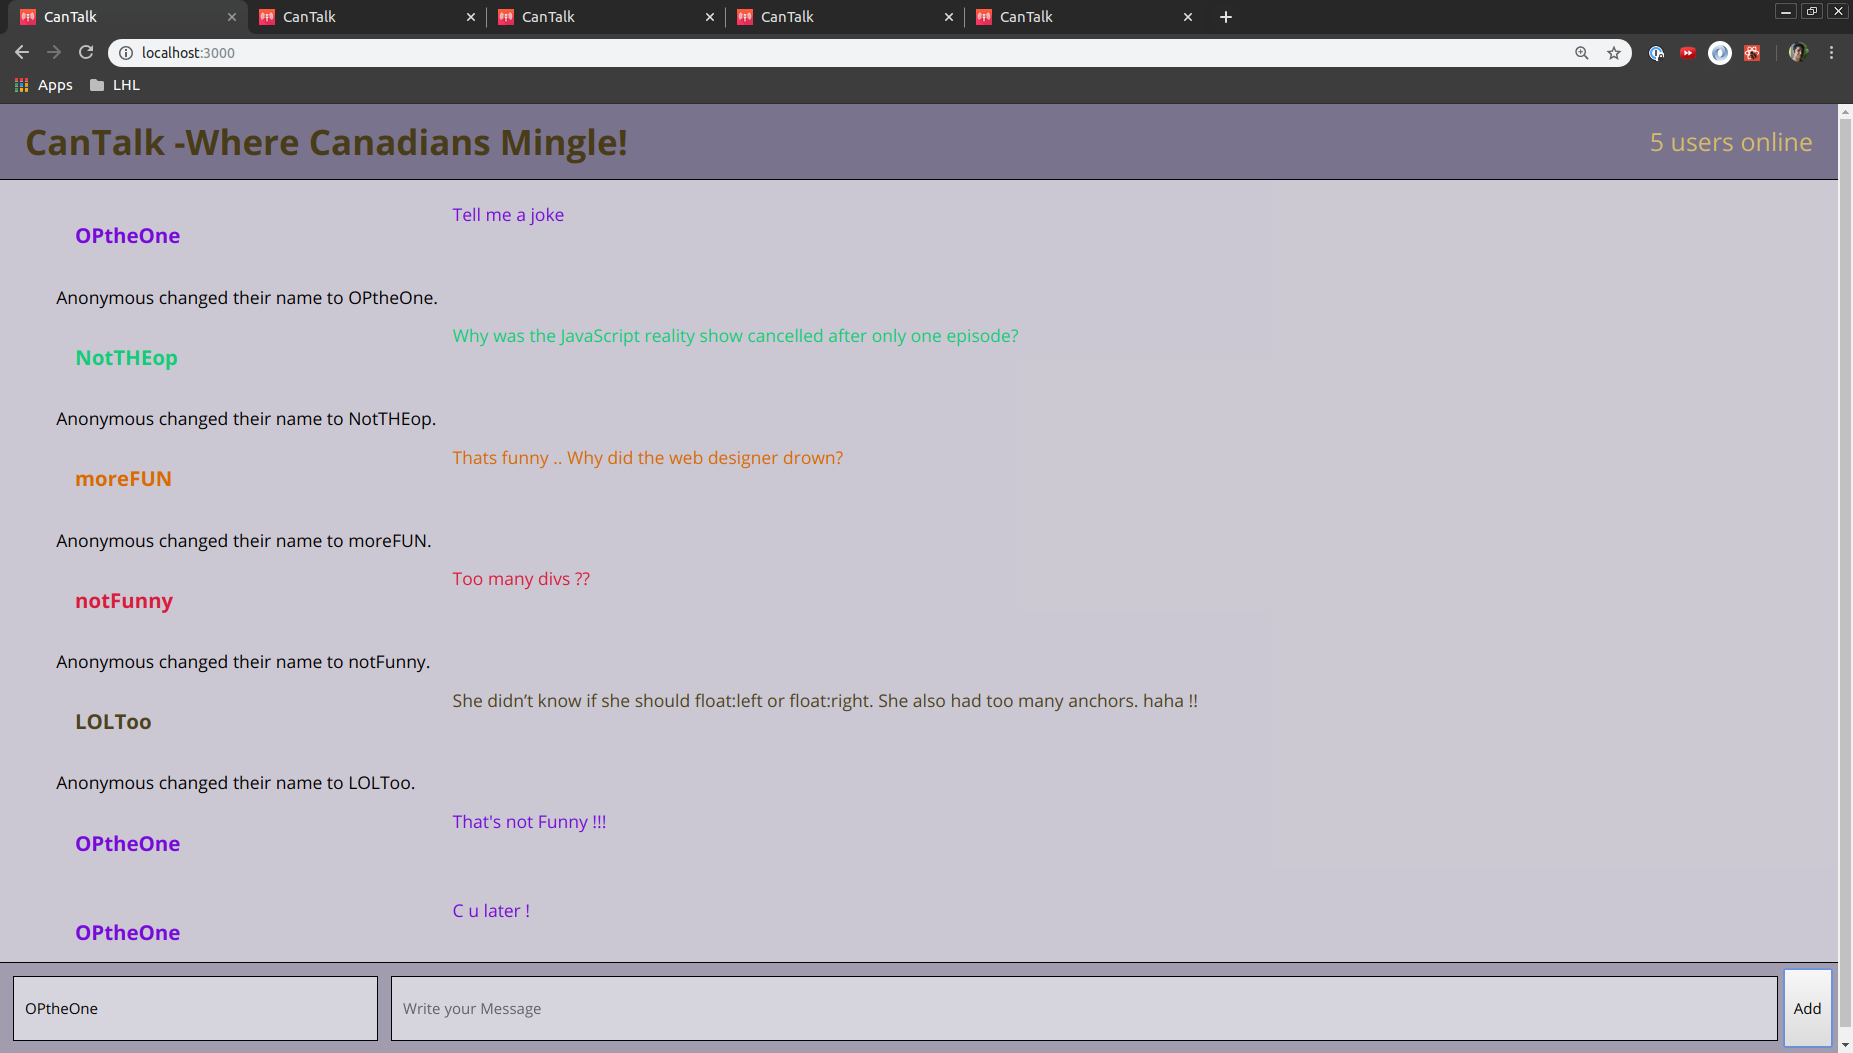 CanTalk
CanTalk
CanTalk
CanTalk
CanTalk
localhost:3000
Apps
LHL
CanTalk -Where Canadians Mingle!
5 users online
Tell me a joke
OPtheOne
Anonymous changed their name to OPtheOne.
Why was the JavaScript reality show cancelled after only one episode?
NotTHEop
Anonymous changed their name to NotTHEop.
Thats funny .. Why did the web designer drown?
moreFUN
Anonymous changed their name to moreFUN.
Too many divs ??
notFunny
Anonymous changed their name to notFunny.
She didn’t know if she should float:left or float:right. She also had too many anchors. haha !!
LOLToo
Anonymous changed their name to LOLToo.
That's not Funny !!!
OPtheOne
C u later !
OPtheOne
OPtheOne
Write your Message
Add